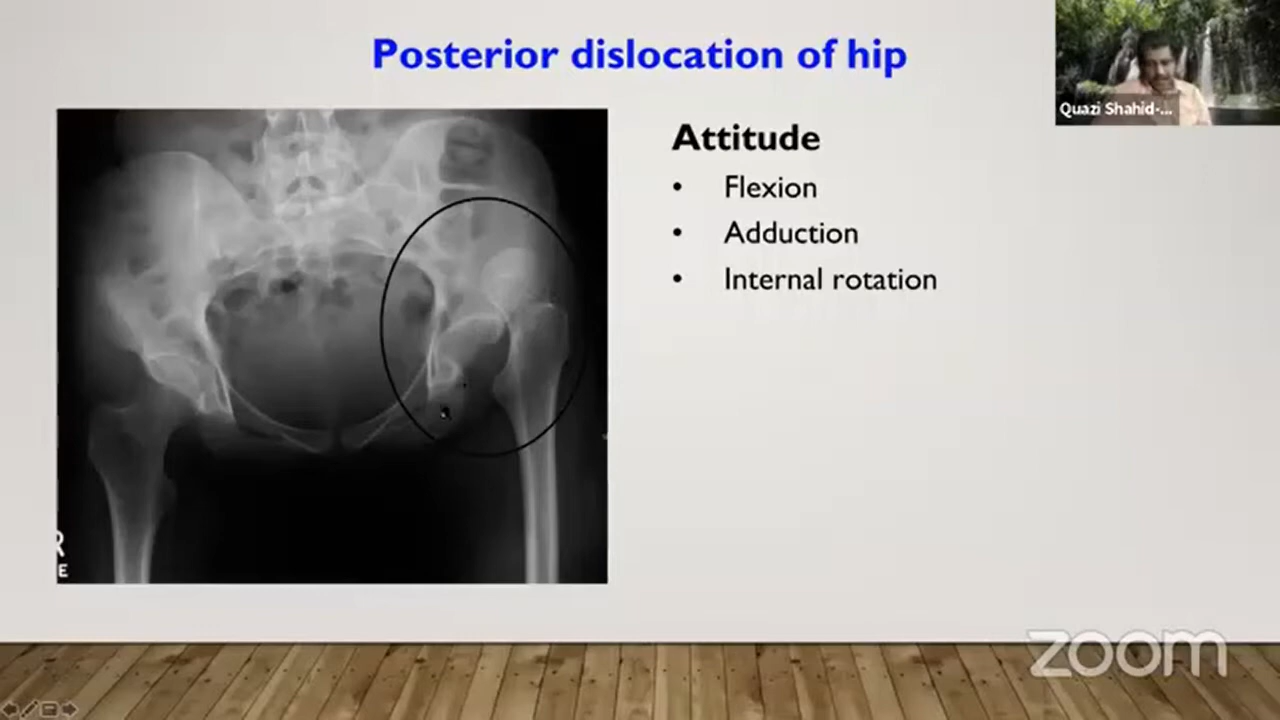 Posterior dislocation of hip
Quazi Shahid-...
Attitude
• Flexion
• Adduction
• Internal rotation
R
E
zoom